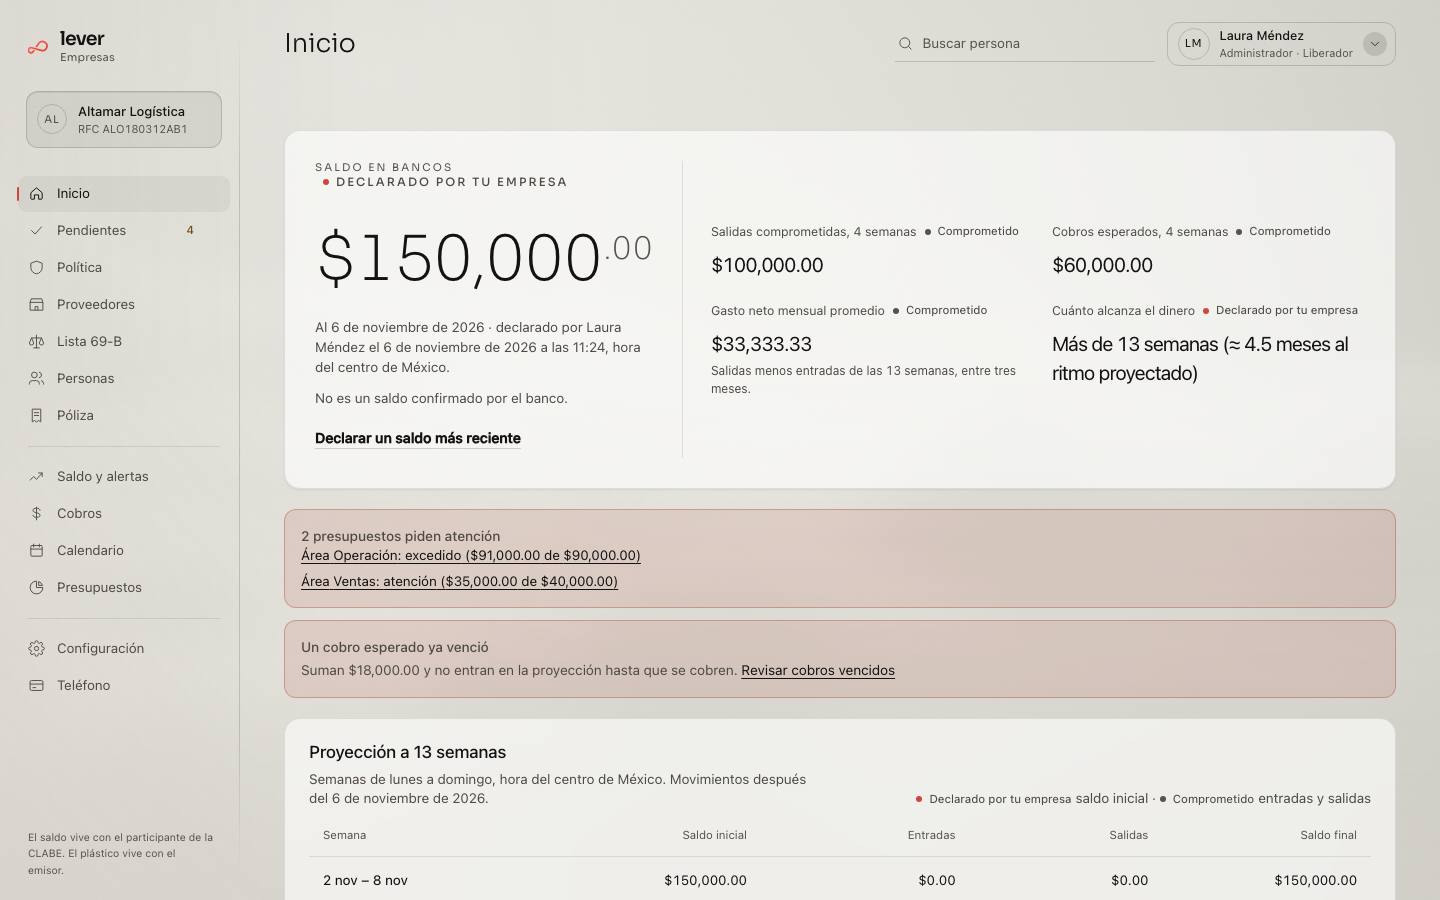 lever
Empresas
AL
Altamar Logística
RFC ALO180312AB1
Inicio
Pendientes 4
Política
Proveedores
Lista 69-B
Personas
Póliza
Saldo y alertas
Cobros
Calendario
Presupuestos
Configuración
Teléfono
El saldo vive con el participante de la
CLABE. El plástico vive con el
emisor.
Inicio
Buscar persona
LM
Laura Méndez
Administrador · Liberador
SALDO EN BANCOS
DECLARADO POR TU EMPRESA
$150,000.00
Al 6 de noviembre de 2026 · declarado por Laura
Méndez el 6 de noviembre de 2026 a las 11:24, hora
del centro de México.
No es un saldo confirmado por el banco.
Declarar un saldo más reciente
Salidas comprometidas, 4 semanas Comprometido
$100,000.00
Cobros esperados, 4 semanas Comprometido
$60,000.00
Gasto neto mensual promedio Comprometido
$33,333.33
Salidas menos entradas de las 13 semanas, entre tres
meses.
Cuánto alcanza el dinero Declarado por tu empresa
Más de 13 semanas (≈ 4.5 meses al
ritmo proyectado)
2 presupuestos piden atención
Área Operación: excedido ($91,000.00 de $90,000.00)
Área Ventas: atención ($35,000.00 de $40,000.00)
Un cobro esperado ya venció
Suman $18,000.00 y no entran en la proyección hasta que se cobren. Revisar cobros vencidos
Proyección a 13 semanas
Semanas de lunes a domingo, hora del centro de México. Movimientos después
del 6 de noviembre de 2026.
Declarado por tu empresa saldo inicial · Comprometido entradas y salidas
Semana Saldo inicial Entradas Salidas Saldo final
2 nov – 8 nov $150,000.00 $0.00 $0.00 $150,000.00